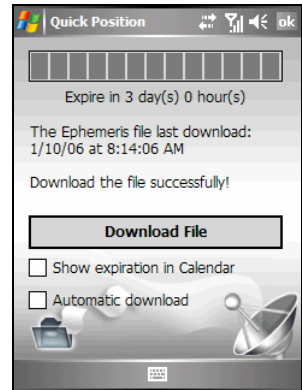 Quick Position ok
Expire in 3 day(s) 0 hour(s)
The Ephemeris file last download:
1/10/06 at 8:14:06 AM
Download the file successfully!
Download File
Show expiration in Calendar
Automatic download